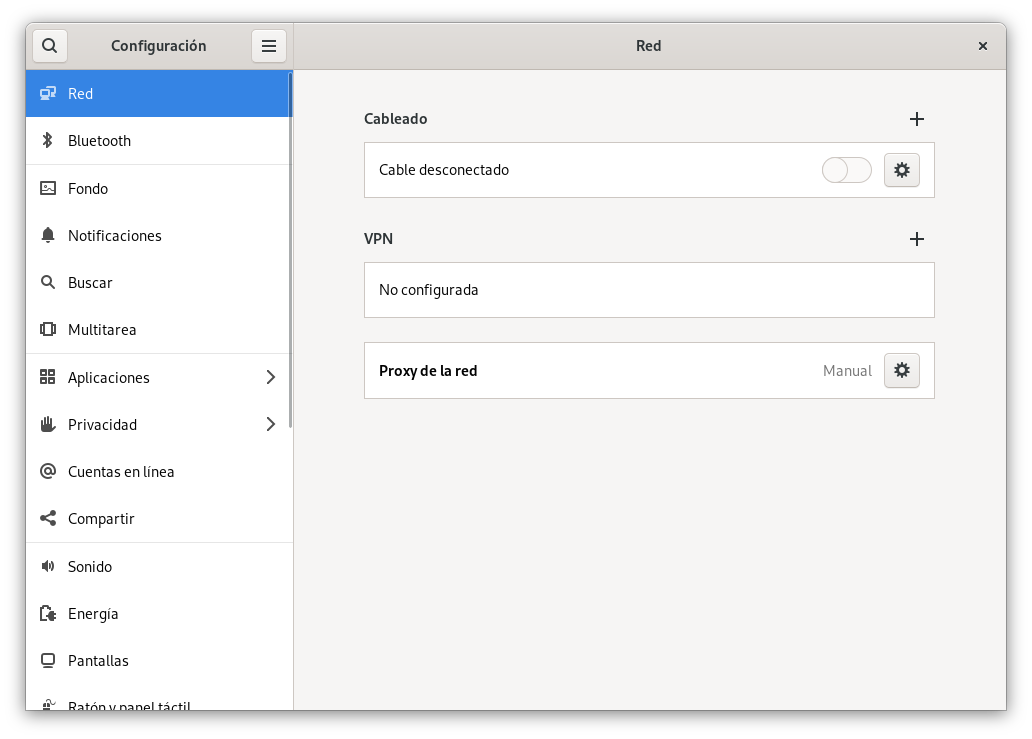 Configuración
Red
Red
Bluetooth
Fondo
Notificaciones
Buscar
Multitarea
Aplicaciones
Privacidad
Cuentas en línea
Compartir
Sonido
Energía
Pantallas
Ratón y panel táctil
Cableado
Cable desconectado
VPN
No configurada
Proxy de la red
Manual